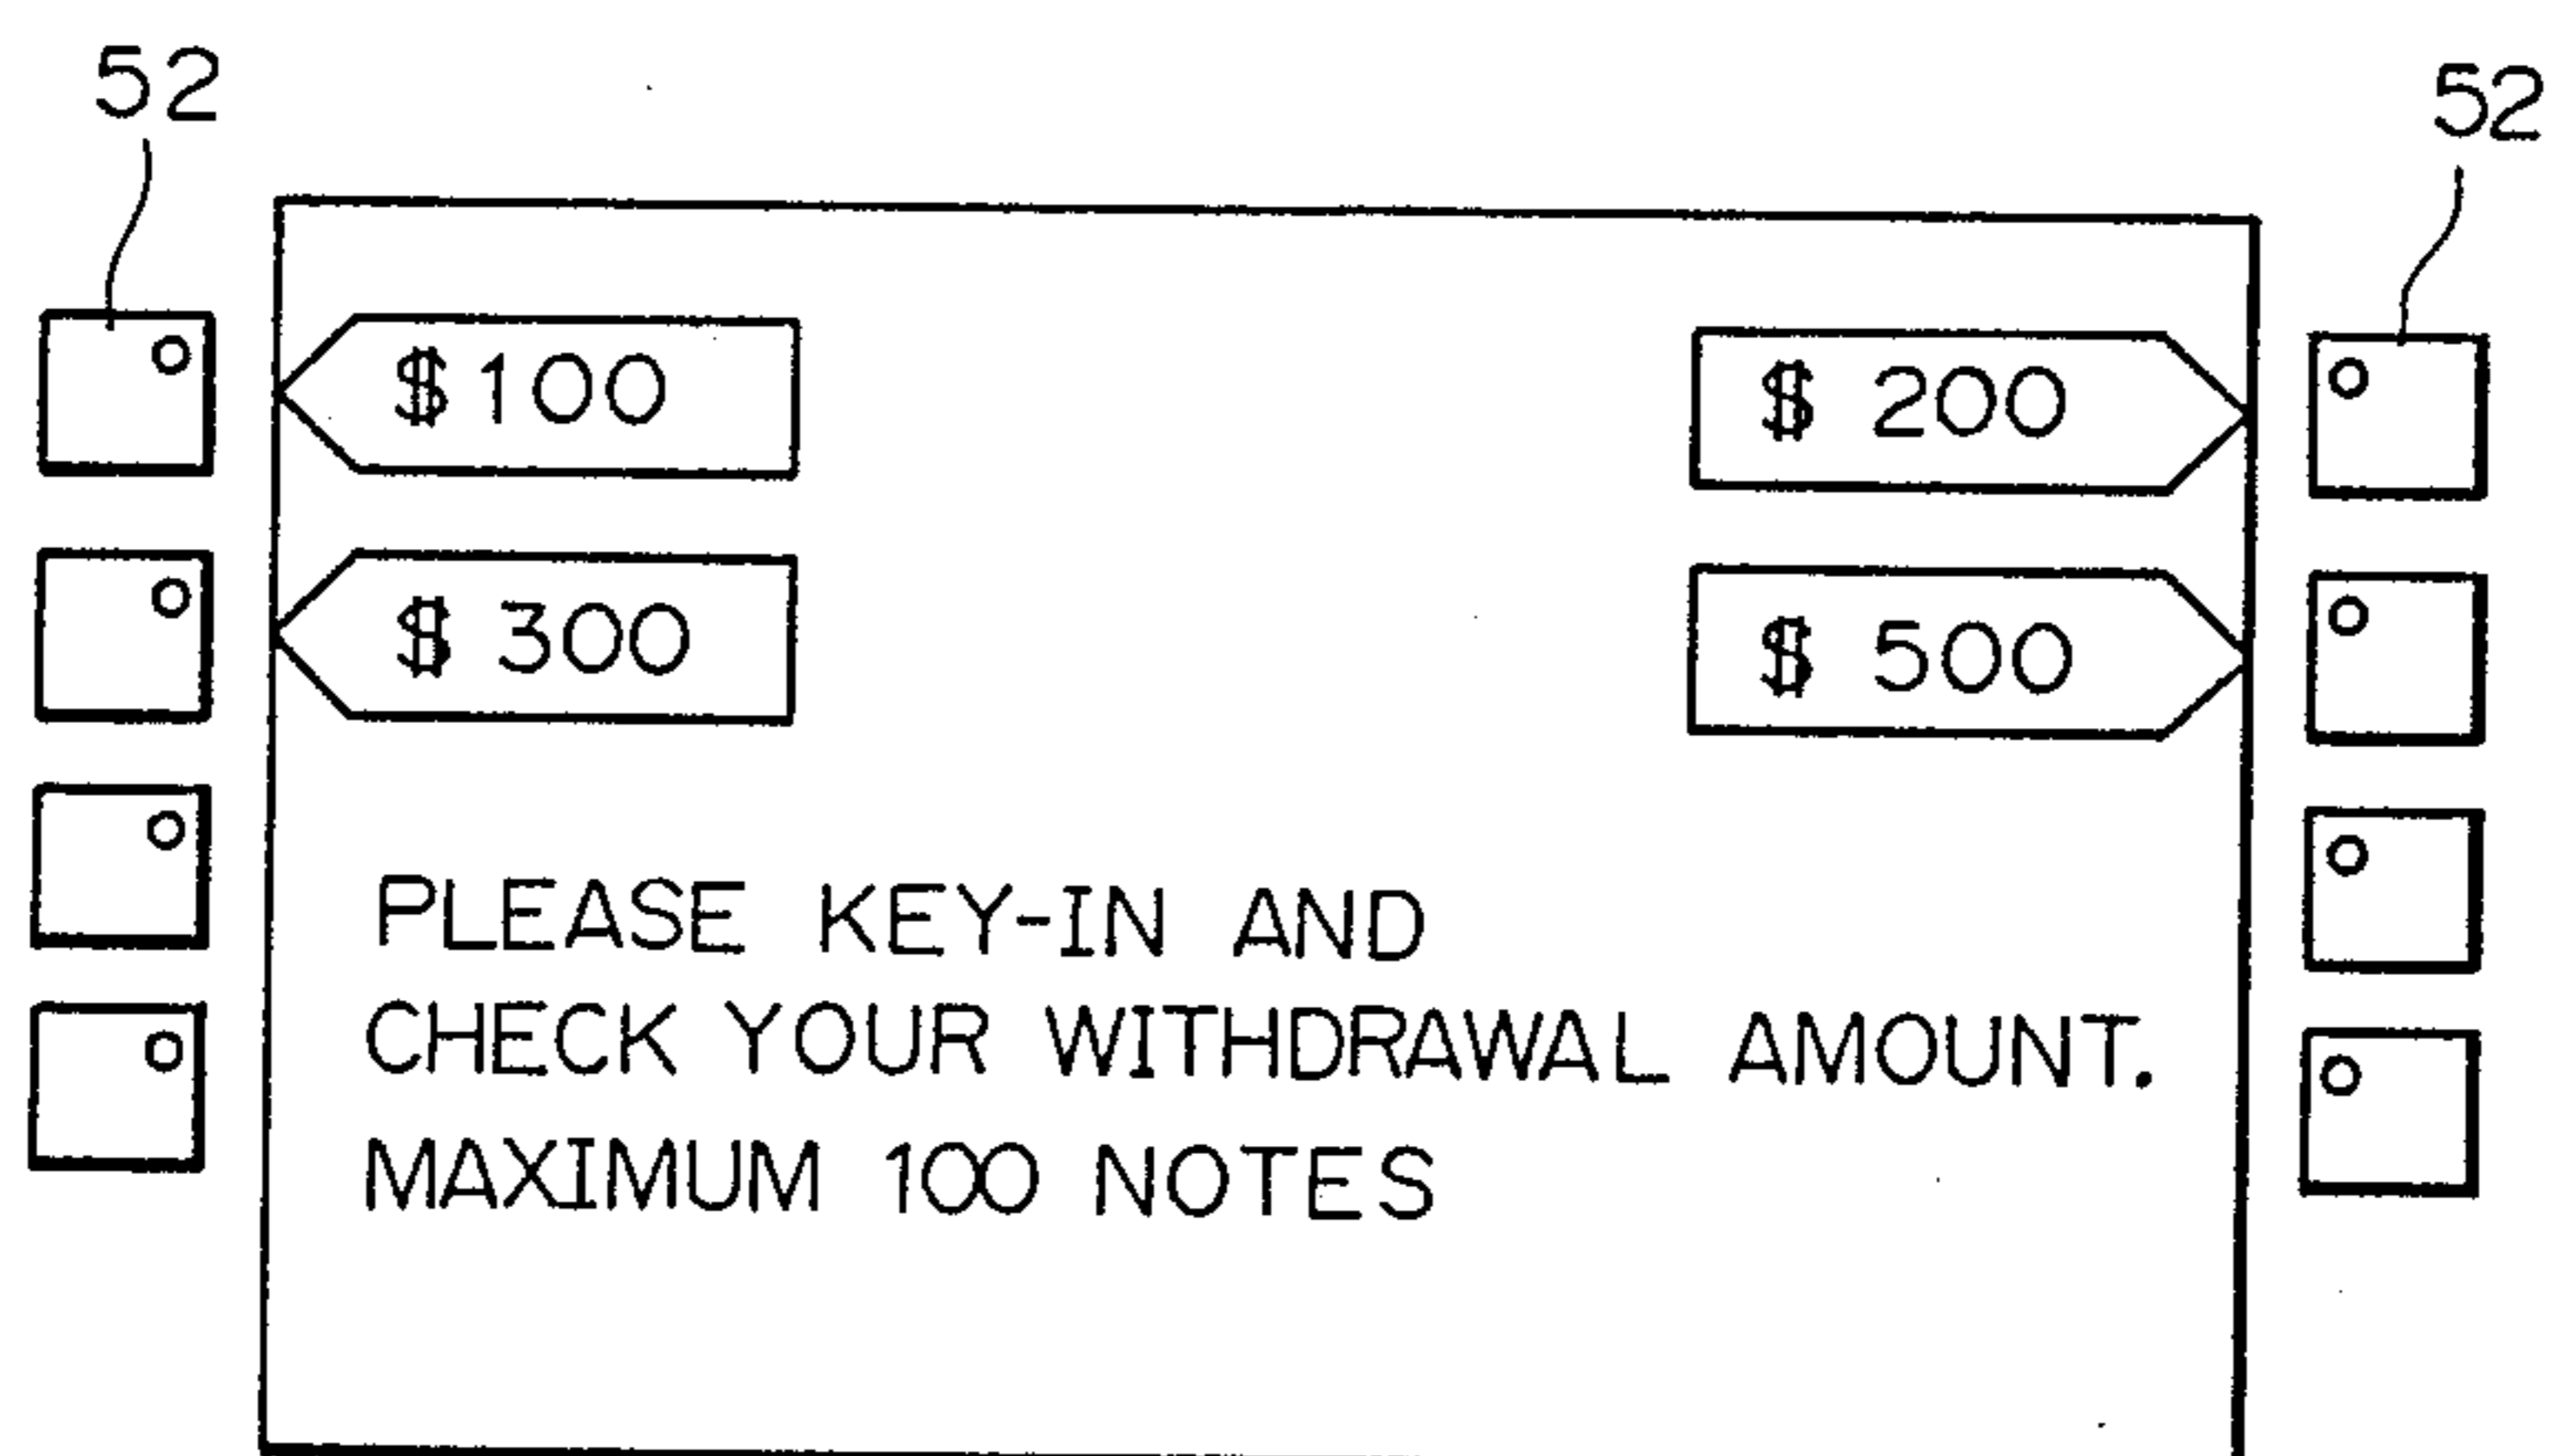 52 52
$ 100 $ 200
$ 300 $ 500
PLEASE KEY-IN AND
CHECK YOUR WITHDRAWAL AMOUNT.
MAXIMUM 100 NOTES